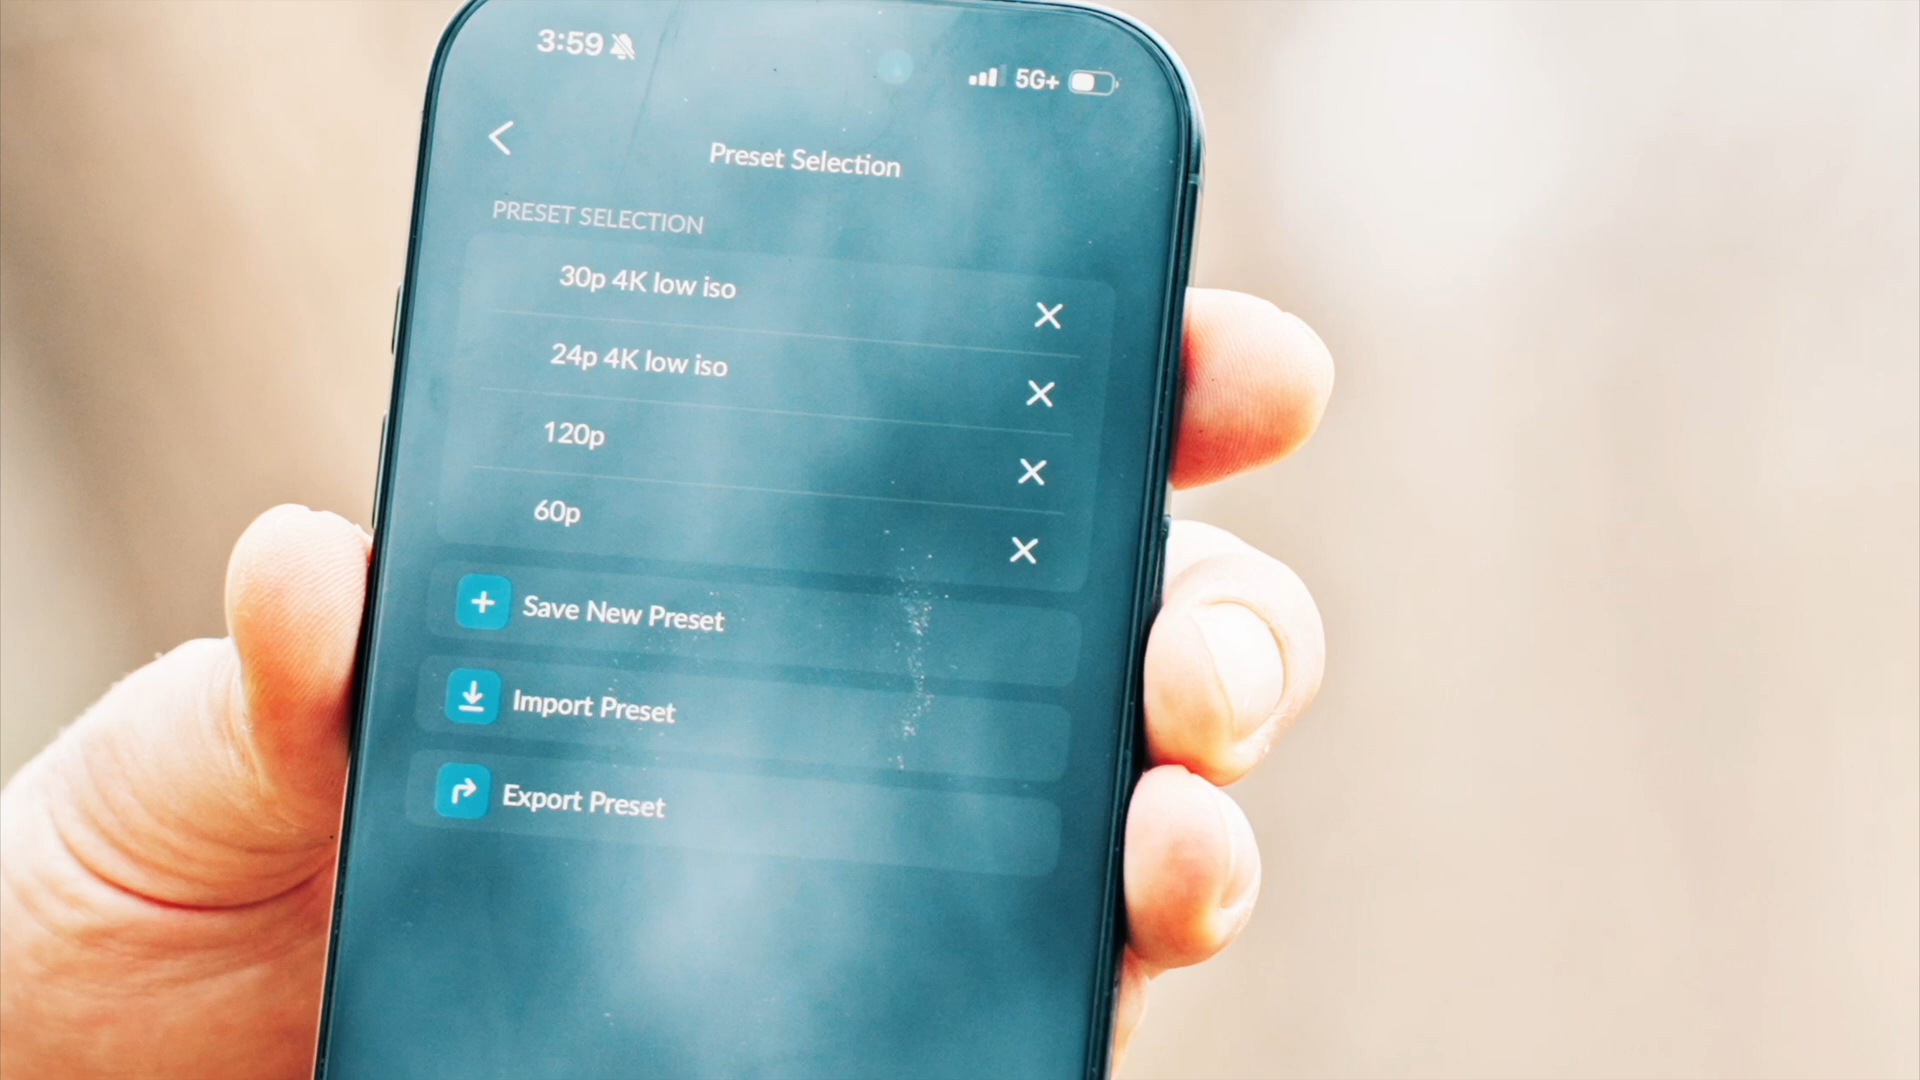 3:59
5G+
Preset Selection
PRESET SELECTION
30p 4K low iso
24p 4K low iso
120p
60p
Save New Preset
Import Preset
Export Preset